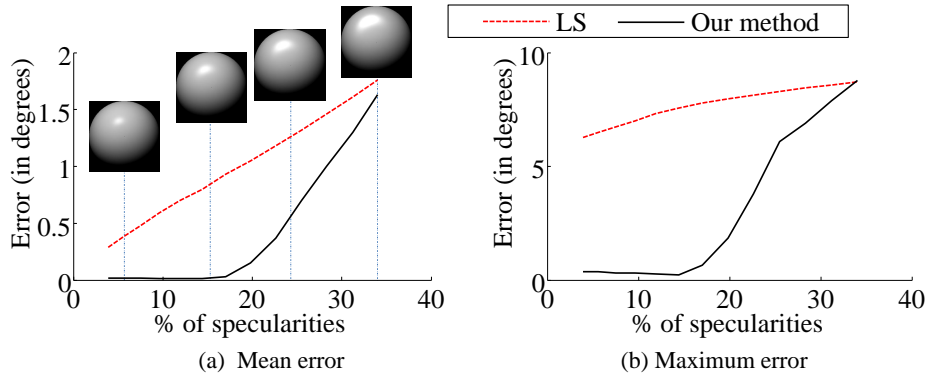 LS
Our method
2
1.5
1
0.5
0
0
10
20
30
40
Error (in degrees)
% of specularities
(a) Mean error
10
5
0
0
10
20
30
40
Error (in degrees)
% of specularities
(b) Maximum error